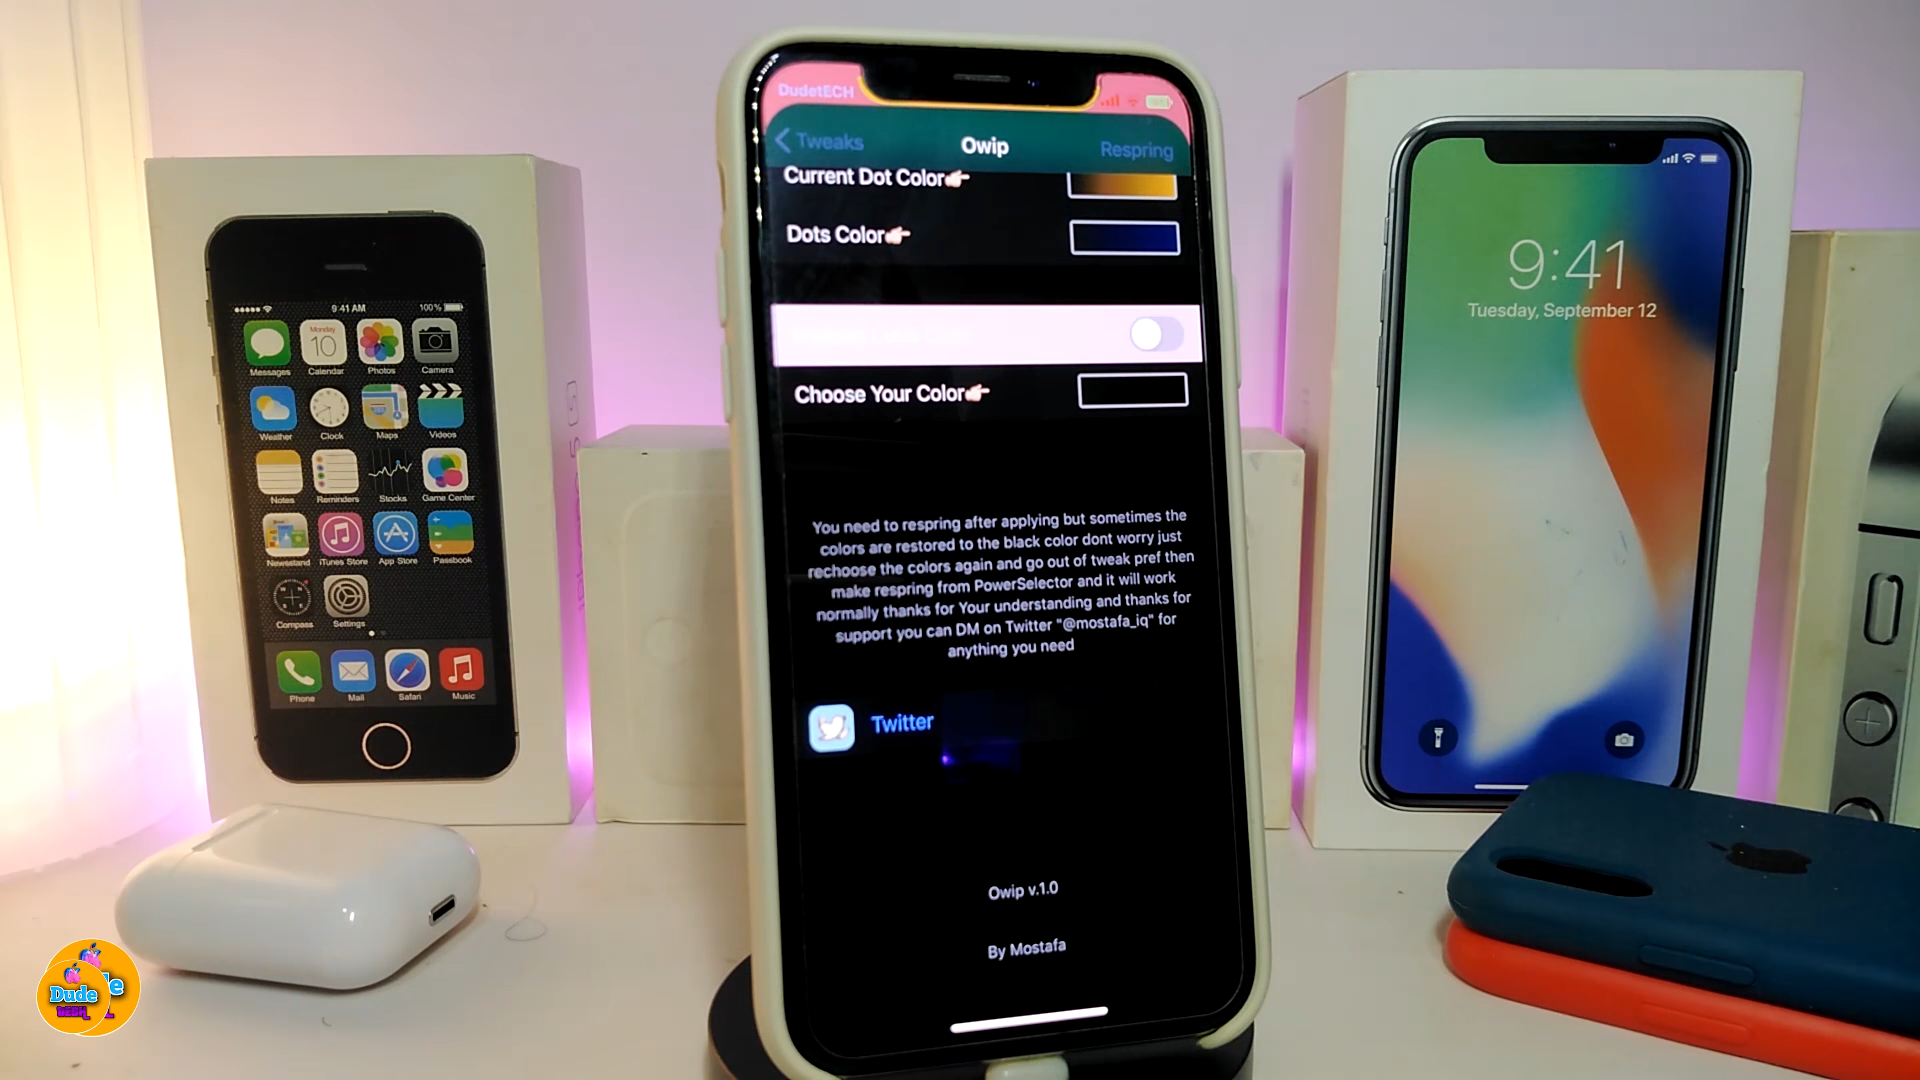 DudetECH
Tweaks
Owip
Respring
Current Dot Color
Dots Color
Choose Your Color
You need to respring after applying but sometimes the
colors are restored to the black color dont worry just
rechoose the colors again and go out of tweak pref then
make respring from PowerSelector and it will work
normally thanks for Your understanding and thanks for
support you can DM on Twitter "@mostafa_iq" for
anything you need
Twitter
Owip v.1.0
By Mostafa
9:41 AM
100%
Monday
10
Messages
Calendar
Photos
Camera
Weather
Clock
Maps
Videos
Notes
Reminders
Stocks
Game Center
Newsstand
iTunes Store
App Store
Passbook
Compass
Settings
Phone
Mail
Safari
Music
9:41
Tuesday, September 12
Dude
TECH